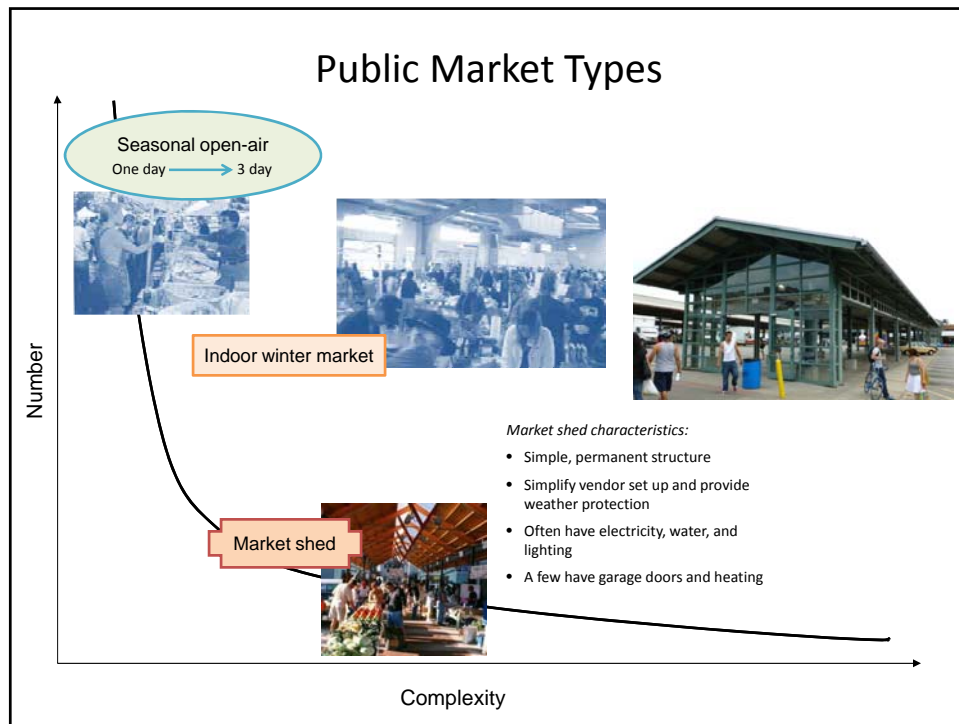 Public Market Types
Seasonal open-air
One day 3 day
Indoor winter market
Number
Market shed characteristics:
• Simple, permanent structure
• Simplify vendor set up and provide
weather protection
• Often have electricity, water, and
lighting
• A few have garage doors and heating
Market shed
Complexity